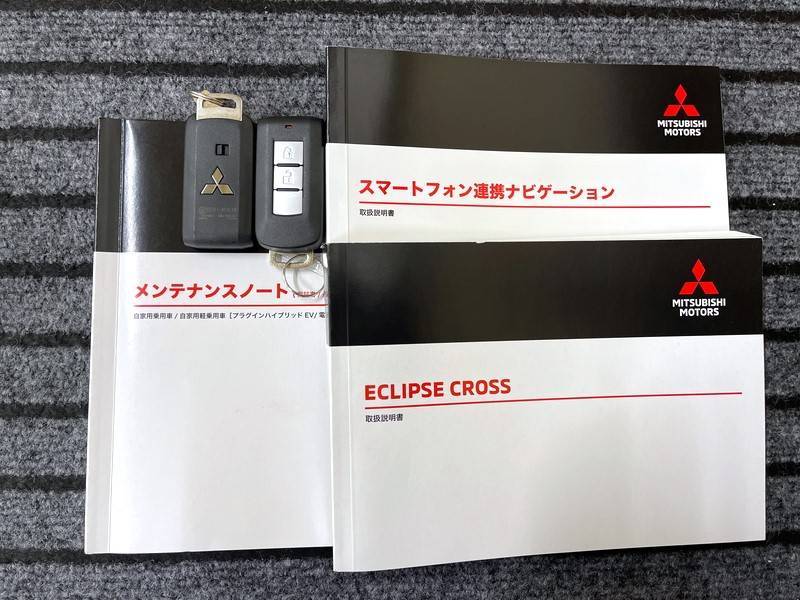 MITSUBISHI
MOTORS
スマートフォン連携ナビゲーション
取扱説明書
メンテナンスノート
自家用乗用車 / 自家用軽乗用車 [プラグインハイブリッド EV/ 電
MITSUBISHI
MOTORS
ECLIPSE CROSS
取扱説明書